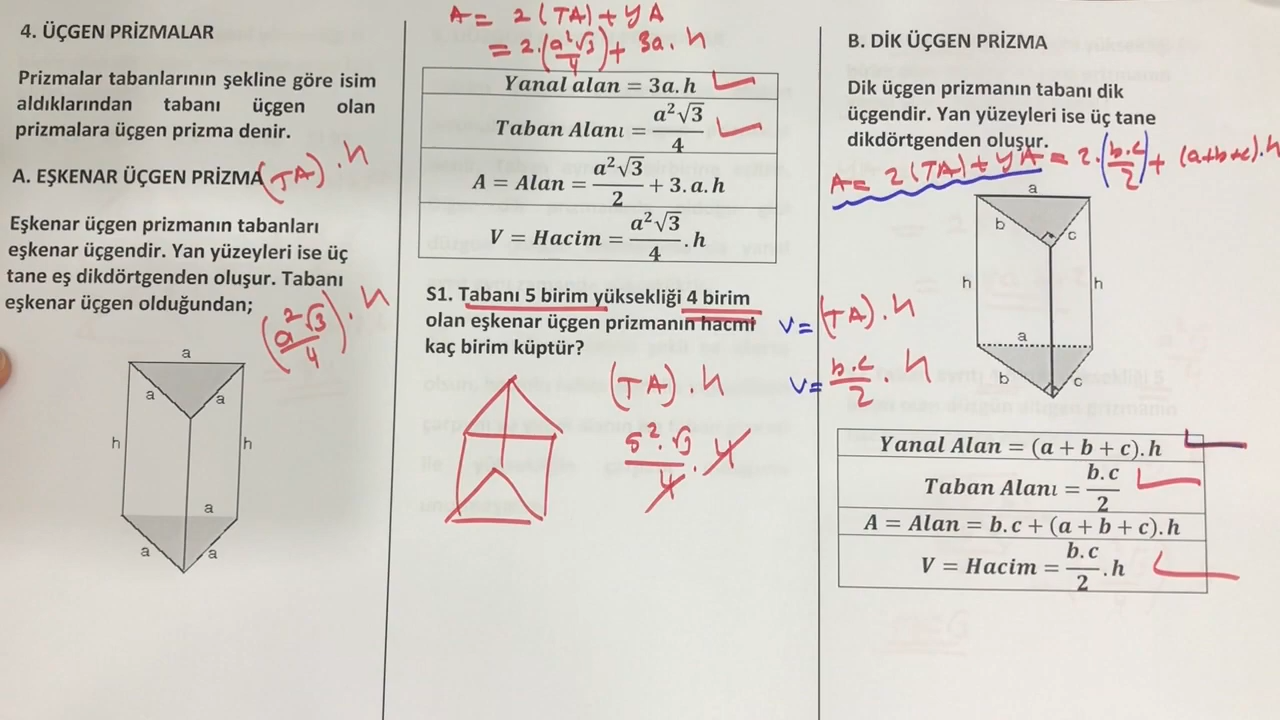 4. ÜÇGEN PRİZMALAR
Prizmalar tabanlarının şekline göre isim
aldıklarından tabanı üçgen olan
prizmalara üçgen prizma denir.
A. EŞKENAR ÜÇGEN PRİZMA (TA).h
Eşkenar üçgen prizmanın tabanları
eşkenar üçgendir. Yan yüzeyleri ise üç
tane eş dikdörtgenden oluşur. Tabanı
eşkenar üçgen olduğundan;
(a²√3/4).h
a
a a
h h
a
a a
A = 2(TA) + yA
= 2.(a²√3/4) + 3a.h
Yanal alan = 3a.h
Taban Alanı = a²√3/4
A = Alan = a²√3/2 + 3.a.h
V = Hacim = a²√3/4 .h
S1. Tabanı 5 birim yüksekliği 4 birim
olan eşkenar üçgen prizmanın hacmi
kaç birim küptür?
(TA).h
5².√3/4 . 4
B. DİK ÜÇGEN PRİZMA
Dik üçgen prizmanın tabanı dik
üçgendir. Yan yüzeyleri ise üç tane
dikdörtgenden oluşur.
A = 2(TA) + yA = 2.(b.c/2) + (a+b+c).h
a
b c
h h
a
b c
V = (TA).h
V = b.c/2 . h
Yanal Alan = (a + b + c).h
Taban Alanı = b.c/2
A = Alan = b.c + (a + b + c).h
V = Hacim = b.c/2 .h